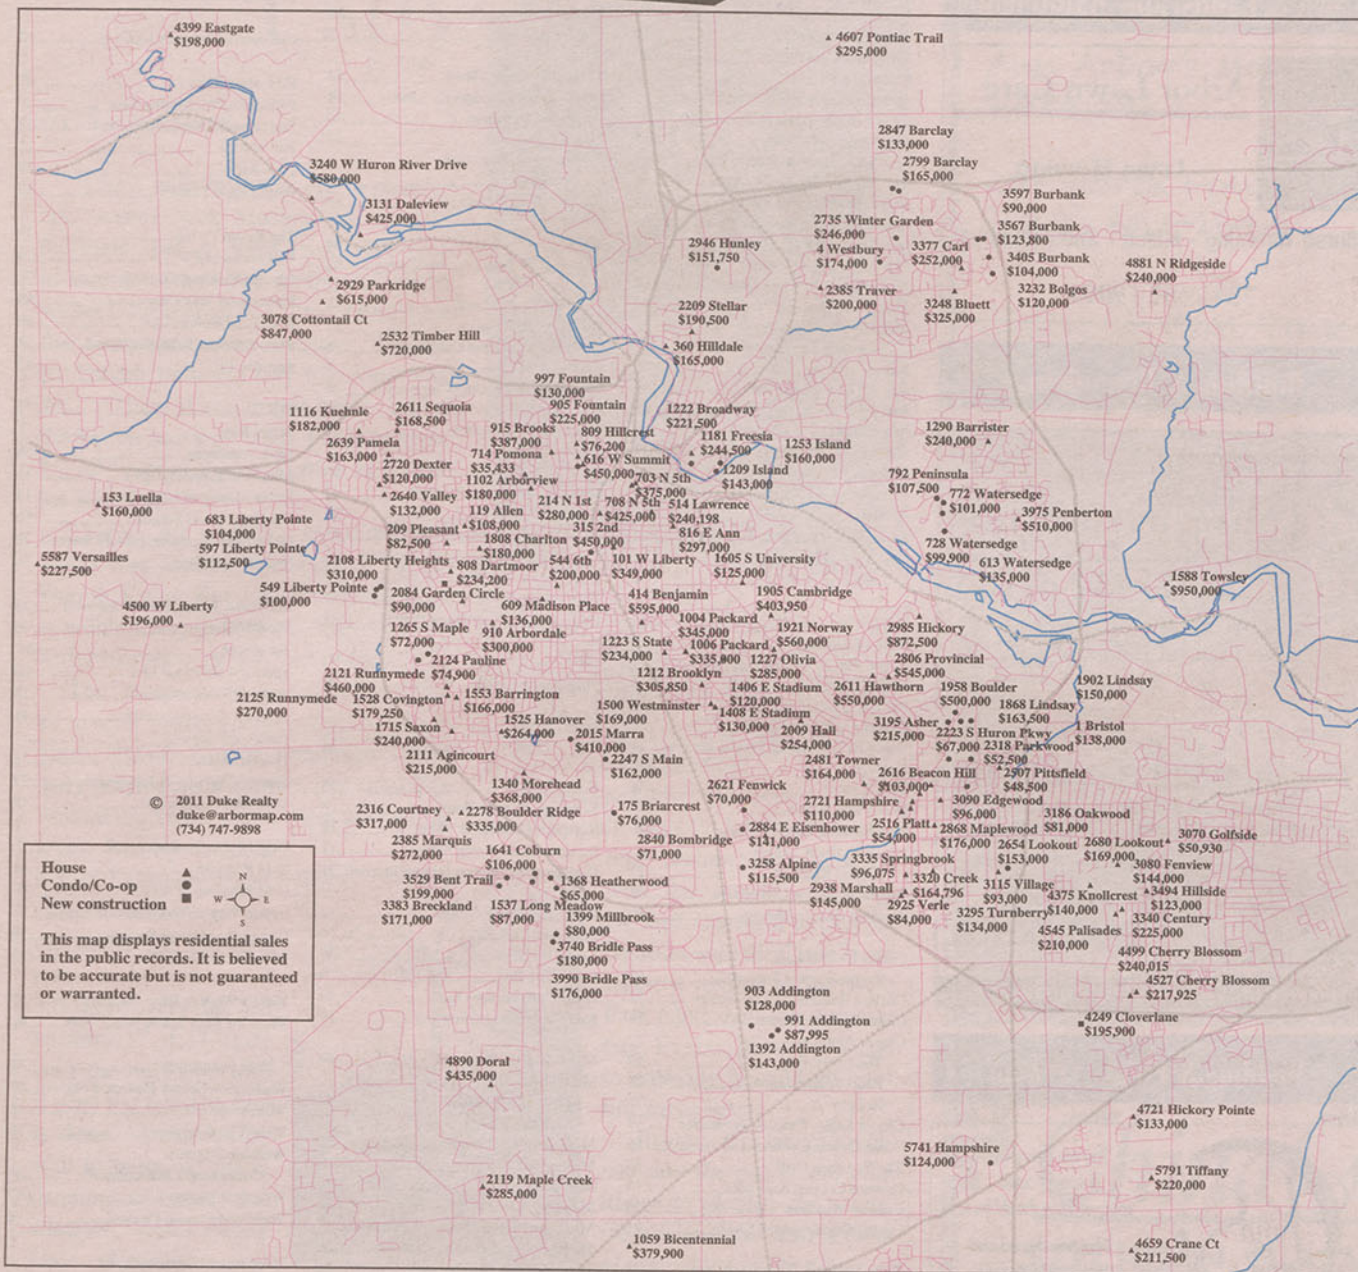 4399 Eastgate
$198,000
4607 Pontiac Trail
$295,000
2847 Barclay
$133,000
2799 Barclay
$165,000
3240 W Huron River Drive
$580,000
3131 Daleview
$425,000
3597 Burbank
$90,000
2735 Winter Garden
$246,000
3567 Burbank
$123,800
2946 Hunley
$151,750
4 Westbury
$174,000
3377 Carl
$252,000
3405 Burbank
$104,000
4881 N Ridgeside
$240,000
2929 Parkridge
$615,000
2385 Traver
$200,000
3232 Bolgos
$120,000
3248 Bluett
$325,000
2209 Stellar
$190,500
3078 Cottontail Ct
$847,000
2532 Timber Hill
$720,000
360 Hilldale
$165,000
997 Fountain
$130,000
905 Fountain
$225,000
1116 Kuehnle
$182,000
2611 Sequoia
$168,500
1222 Broadway
$221,500
915 Brooks
$387,000
809 Hillcrest
$76,200
1181 Freesia
$244,500
1253 Island
$160,000
1290 Barrister
$240,000
2639 Pamela
$163,000
714 Pomona
$35,433
616 W Summit
$450,000
1209 Island
$143,000
2720 Dexter
$120,000
1102 Arborview
$180,000
703 N 5th
$375,000
792 Peninsula
$107,500
772 Watersedge
$101,000
153 Luella
$160,000
2640 Valley
$132,000
214 N 1st
$280,000
708 N 5th
$425,000
514 Lawrence
$240,198
3975 Penberton
$510,000
683 Liberty Pointe
$104,000
119 Allen
$108,000
209 Pleasant
$82,500
315 2nd
$450,000
816 E Ann
$297,000
1808 Charlton
$180,000
728 Watersedge
$99,900
5587 Versailles
$227,500
597 Liberty Pointe
$112,500
2108 Liberty Heights
$310,000
808 Dartmoor
$234,200
544 6th
$200,000
101 W Liberty
$349,000
1605 S University
$125,000
613 Watersedge
$135,000
1588 Towsley
$950,000
549 Liberty Pointe
$100,000
2084 Garden Circle
$90,000
414 Benjamin
$595,000
1905 Cambridge
$403,950
4500 W Liberty
$196,000
609 Madison Place
$136,000
1004 Packard
$345,000
1265 S Maple
$72,000
910 Arbordale
$300,000
1223 S State
$234,000
1006 Packard
$335,000
1921 Norway
$560,000
2985 Hickory
$872,500
2124 Pauline
$74,900
1227 Olivia
$285,000
2806 Provincial
$545,000
2121 Runnymede
$460,000
1212 Brooklyn
$305,850
1406 E Stadium
$120,000
2611 Hawthorn
$550,000
1958 Boulder
$500,000
1902 Lindsay
$150,000
2125 Runnymede
$270,000
1528 Covington
$179,250
1553 Barrington
$166,000
1500 Westminster
$169,000
1408 E Stadium
$130,000
1868 Lindsay
$163,500
1715 Saxon
$240,000
1525 Hanover
$264,000
2015 Marra
$410,000
2009 Hall
$254,000
3195 Asher
$215,000
2223 S Huron Pkwy
$67,000
1 Bristol
$138,000
2318 Parkwood
$52,500
2111 Agincourt
$215,000
2247 S Main
$162,000
2481 Towner
$164,000
2616 Beacon Hill
$103,000
2507 Pittsfield
$48,500
1340 Morehead
$368,000
2621 Fenwick
$70,000
© 2011 Duke Realty
duke@arbormap.com
(734) 747-9898
2316 Courtney
$317,000
2278 Boulder Ridge
$335,000
175 Briarcrest
$76,000
2721 Hampshire
$110,000
3090 Edgewood
$96,000
3186 Oakwood
$81,000
2884 E Eisenhower
$141,000
2516 Platt
$54,000
2868 Maplewood
$176,000
3070 Golfside
$50,930
2385 Marquis
$272,000
2840 Bombridge
$71,000
2654 Lookout
$153,000
2680 Lookout
$169,000
1641 Coburn
$106,000
3258 Alpine
$115,500
3335 Springbrook
$96,075
3080 Fenview
$144,000
3529 Bent Trail
$199,000
1368 Heatherwood
$65,000
2938 Marshall
$145,000
3320 Creek
$164,796
3115 Village
$93,000
4375 Knollcrest
$140,000
3494 Hillside
$123,000
3383 Breckland
$171,000
1537 Long Meadow
$87,000
2925 Verle
$84,000
3295 Turnberry
$134,000
1399 Millbrook
$80,000
3340 Century
$225,000
4545 Palisades
$210,000
3740 Bridle Pass
$180,000
4499 Cherry Blossom
$240,015
3990 Bridle Pass
$176,000
4527 Cherry Blossom
$217,925
903 Addington
$128,000
991 Addington
$87,995
4249 Cloverlane
$195,900
1392 Addington
$143,000
House
Condo/Co-op
New construction
N
W
E
S
This map displays residential sales
in the public records. It is believed
to be accurate but is not guaranteed
or warranted.
4890 Doral
$435,000
4721 Hickory Pointe
$133,000
5741 Hampshire
$124,000
2119 Maple Creek
$285,000
5791 Tiffany
$220,000
1059 Bicentennial
$379,900
4659 Crane Ct
$211,500